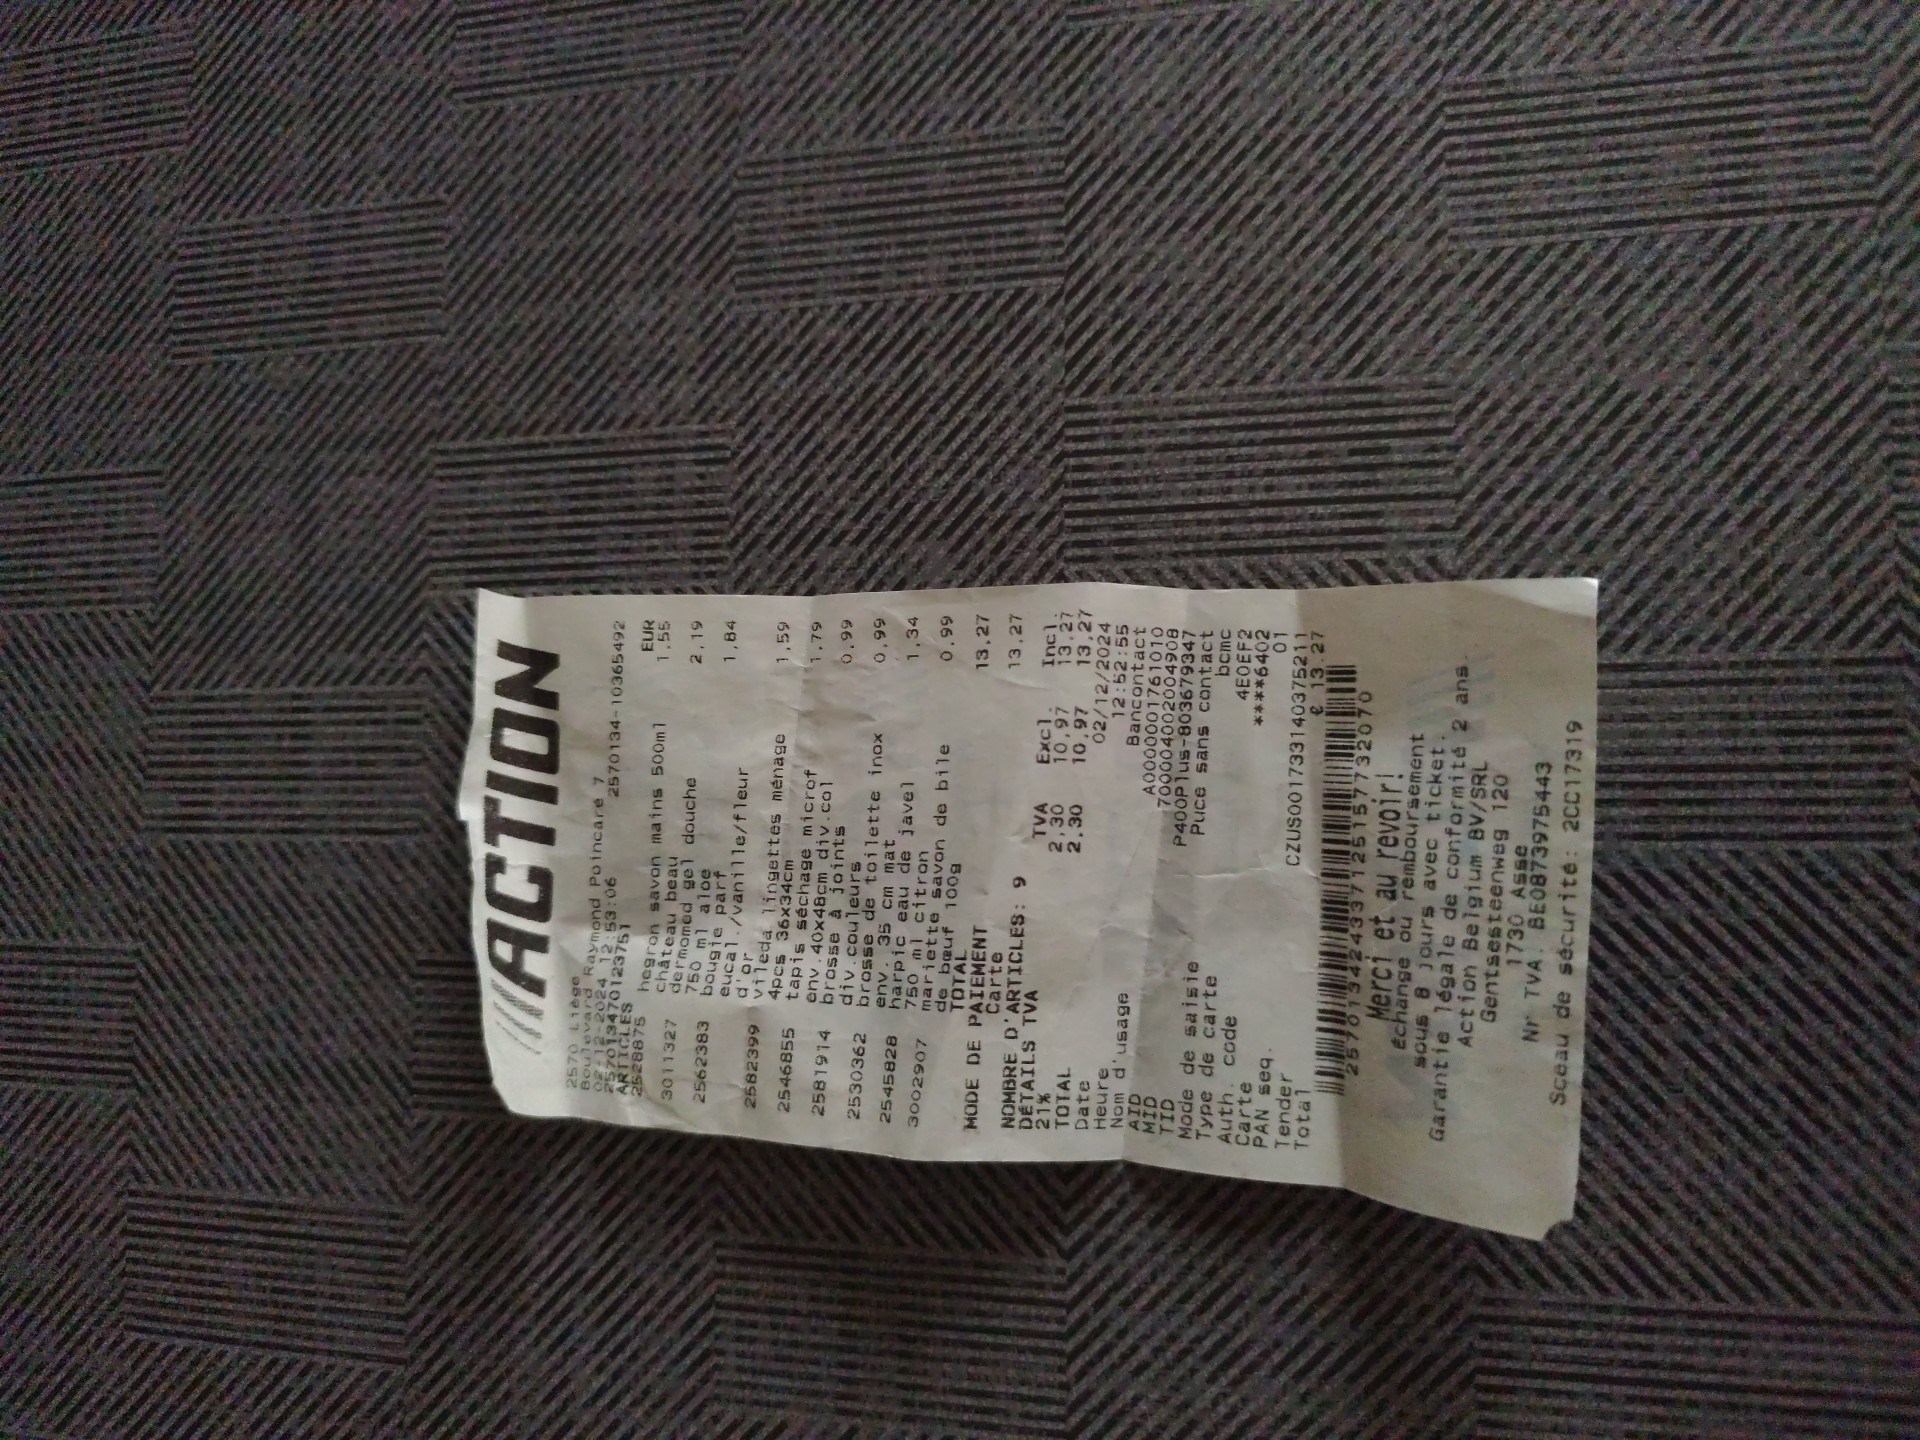 ACTION
2570 Liège
Boulevard Raymond Poincare 7
02-12-2024 12:53:06 2570134-10365492
2570134701237​51
ARTICLES EUR
2528875 hegron savon mains 500ml 1,55
château beau
3011327 dermomed gel douche 2,19
750 ml aloe
2562383 bougie parf 1,84
eucal./vanille/fleur
d'or
2582399 vileda lingettes ménage 1,59
4pcs 36x34cm
2546855 tapis séchage microf 1,79
env.40x48cm div.col
2581914 brosse à joints 0,99
div.couleurs
2530362 brosse de toilette inox 0,99
env. 35 cm mat
2545828 harpic eau de javel 1,34
750 ml citron
3002907 mariette savon de bile 0,99
de bœuf 100g
TOTAL 13,27
MODE DE PAIEMENT
Carte 13,27
NOMBRE D'ARTICLES: 9
DÉTAILS TVA TVA Excl. Incl.
21% 2,30 10,97 13,27
TOTAL 2.30 10,97 13,27
Date 02/12/2024
Heure 12:52:55
Nom d'usage Bancontact
AID A0000001761010
MID 700004002004908
TID P400Plus-803679347
Mode de saisie Puce sans contact
Type de carte bcmc
Auth. code 4E0EF2
Carte ****6402
PAN seq. 01
Tender CZUS001733140375211
Total € 13.27
257013424337125157732070
Merci et au revoir!
échange ou remboursement
sous 8 jours avec ticket.
Garantie légale de conformité 2 ans.
Action Belgium BV/SRL
Gentsesteenweg 120
1730 Asse
Nr TVA. BE0873975443
Sceau de sécurité: 2CC17319